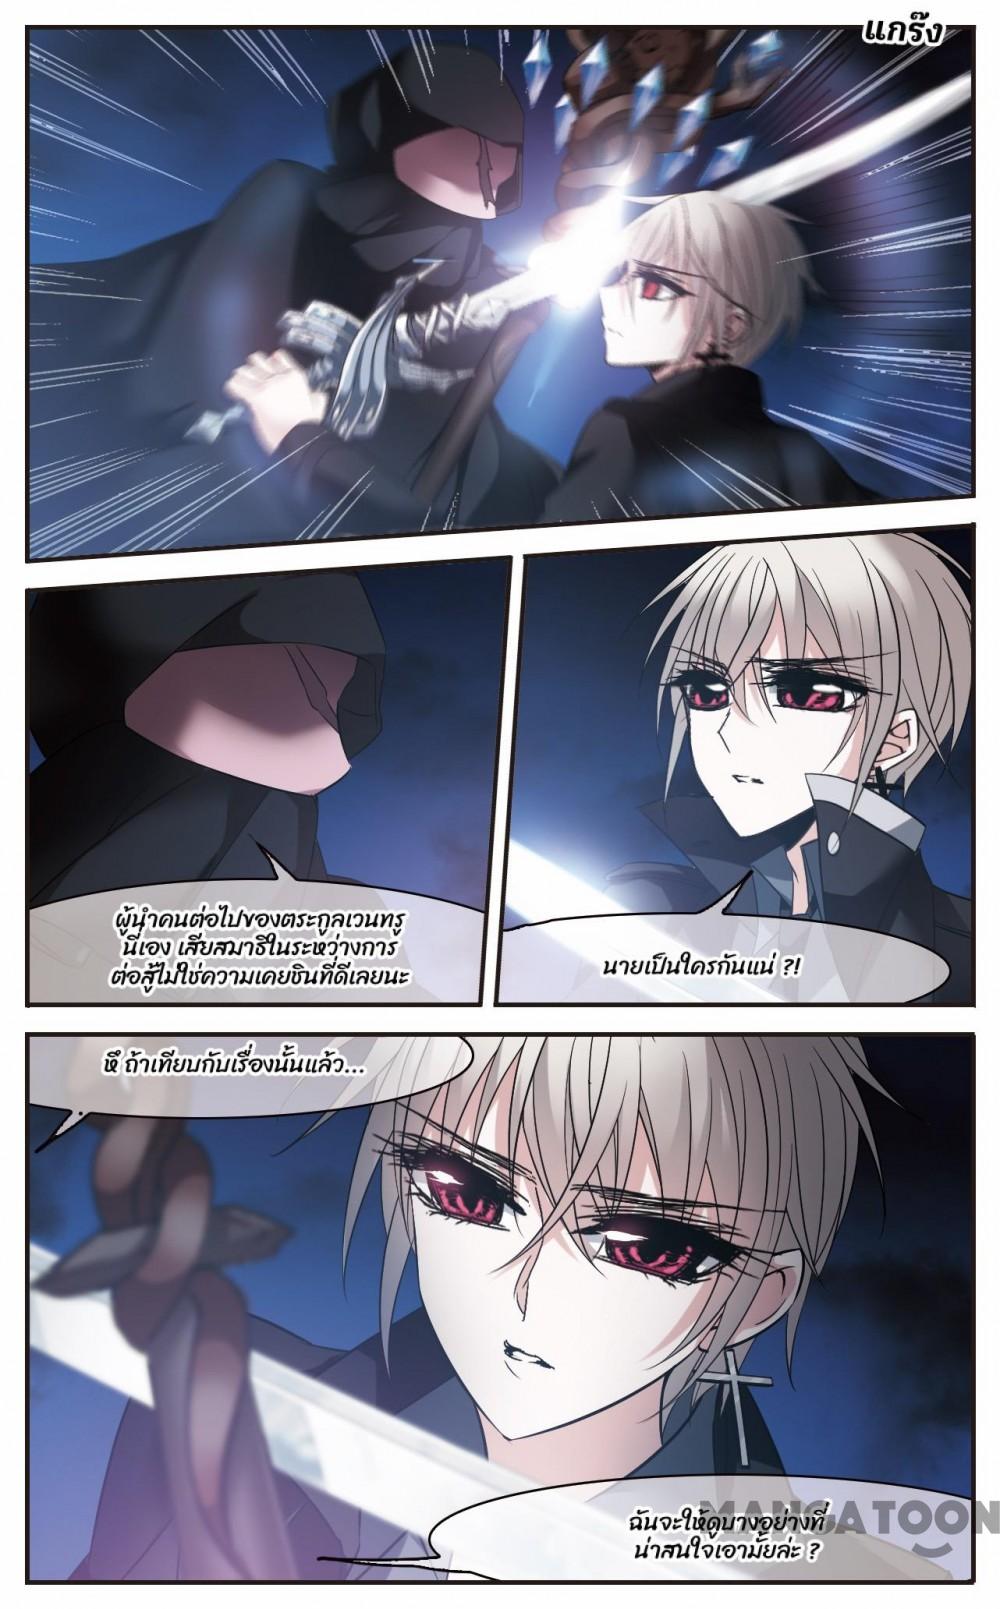 แกร๊ง
ผู้นำคนต่อไปของตระกูลเวนทรู
นี่เอง เสียสมาธิในระหว่างการ
ต่อสู้ไม่ใช่ความเคยชินที่ดีเลยนะ
นายเป็นใครกันแน่ ?!
หึ ถ้าเทียบกับเรื่องนั้นแล้ว...
ฉันจะให้ดูบางอย่างที่
น่าสนใจเอามั้ยล่ะ ?
MANGATOON